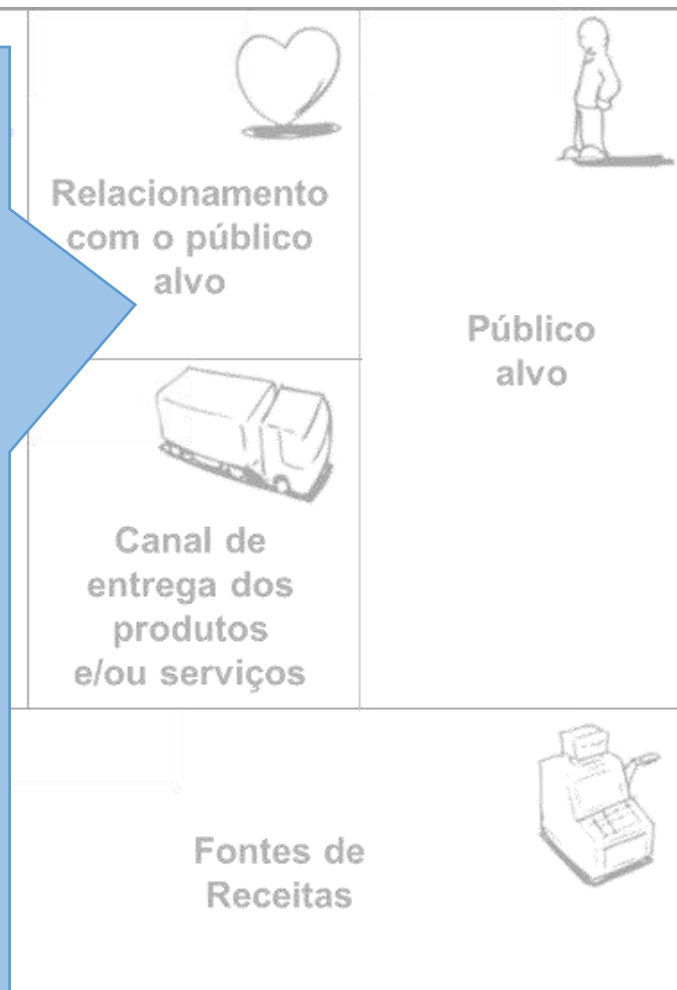 Relacionamento
com o público
alvo
Público
alvo
Canal de
entrega dos
produtos
e/ou serviços
Fontes de
Receitas